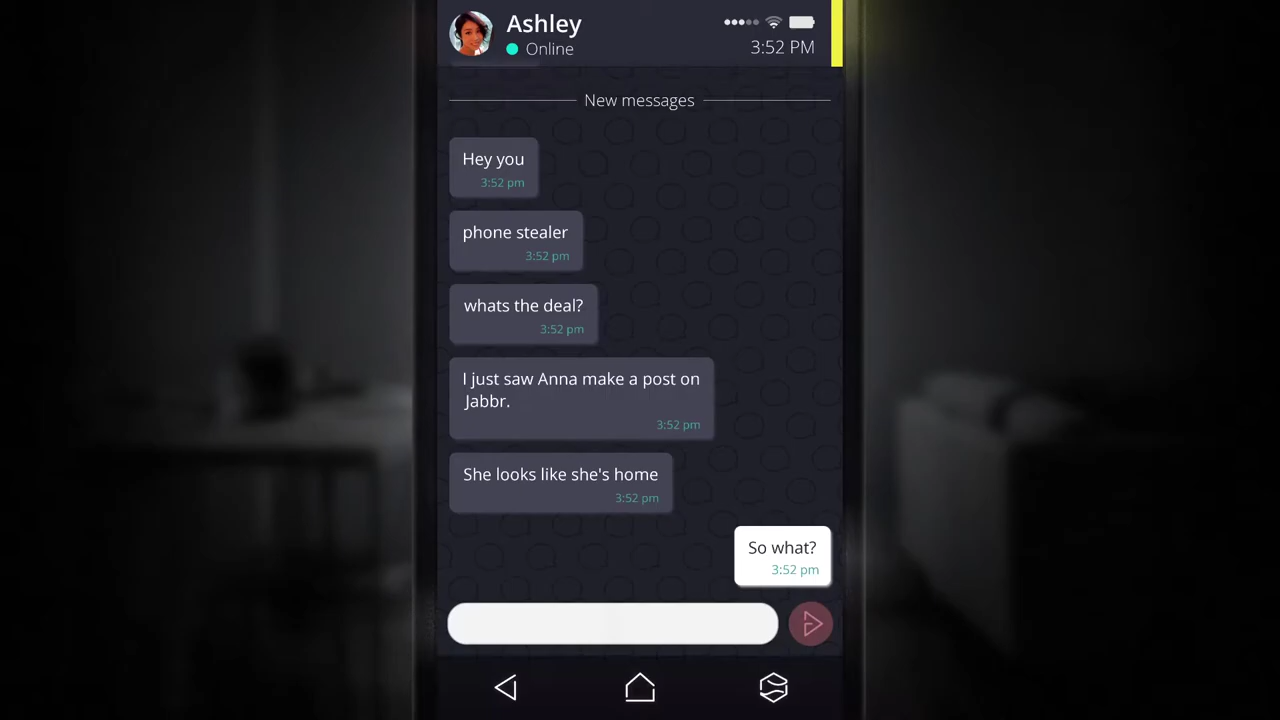 Ashley
Online
3:52 PM
New messages
Hey you
3:52 pm
phone stealer
3:52 pm
whats the deal?
3:52 pm
I just saw Anna make a post on
Jabbr.
3:52 pm
She looks like she's home
3:52 pm
So what?
3:52 pm